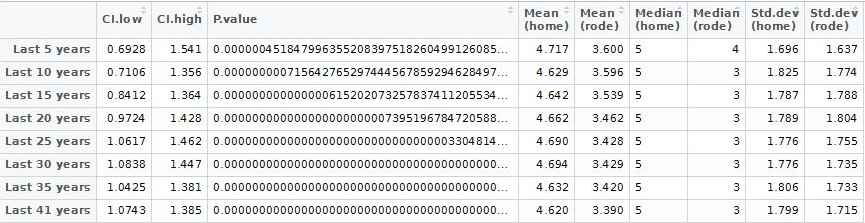 CI.low CI.high P.value Mean (home) Mean (rode) Median (home) Median (rode) Std.dev (home) Std.dev (rode)
Last 5 years 0.6928 1.541 0.00000045184799635520839751826049912​6085... 4.717 3.600 5 4 1.696 1.637
Last 10 years 0.7106 1.356 0.00000000715642765297444567859294628497... 4.629 3.596 5 3 1.825 1.774
Last 15 years 0.8412 1.364 0.00000000000000615202073257837411205534... 4.642 3.539 5 3 1.787 1.788
Last 20 years 0.9724 1.428 0.00000000000000000000007395196784720588... 4.662 3.462 5 3 1.789 1.804
Last 25 years 1.0617 1.462 0.00000000000000000000000000000003304814... 4.690 3.428 5 3 1.776 1.755
Last 30 years 1.0838 1.447 0.00000000000000000000000000000000000000... 4.694 3.429 5 3 1.776 1.735
Last 35 years 1.0425 1.381 0.00000000000000000000000000000000000000... 4.632 3.420 5 3 1.806 1.733
Last 41 years 1.0743 1.385 0.00000000000000000000000000000000000000... 4.620 3.390 5 3 1.799 1.715